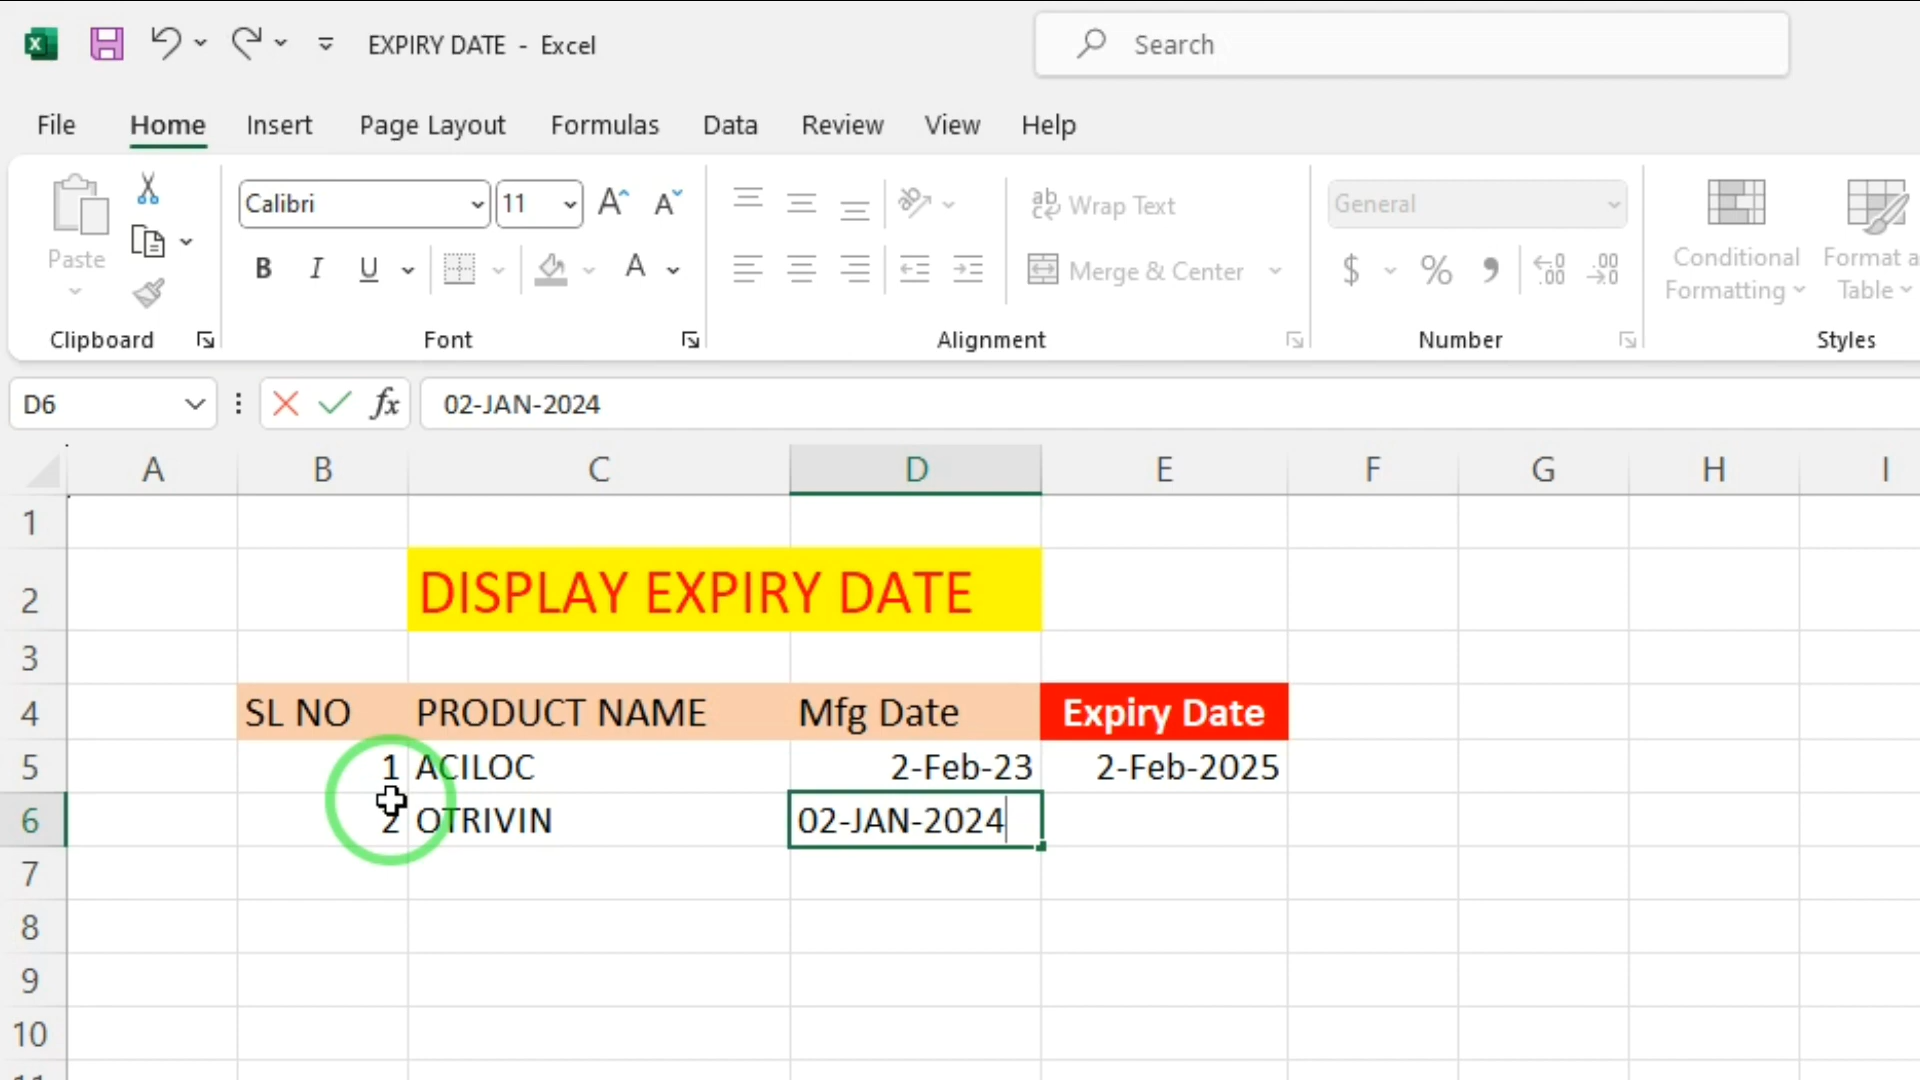 EXPIRY DATE - Excel
Search
File Home Insert Page Layout Formulas Data Review View Help
Paste
Clipboard
Calibri 11
B I U A
Font
Wrap Text
Merge & Center
Alignment
General
$ % 9
Number
Conditional Formatting
Format a
Table
Styles
D6 fx 02-JAN-2024
A B C D E F G H I
1
2 DISPLAY EXPIRY DATE
3
4 SL NO PRODUCT NAME Mfg Date Expiry Date
5 1 ACILOC 2-Feb-23 2-Feb-2025
6 2 OTRIVIN 02-JAN-2024
7
8
9
10